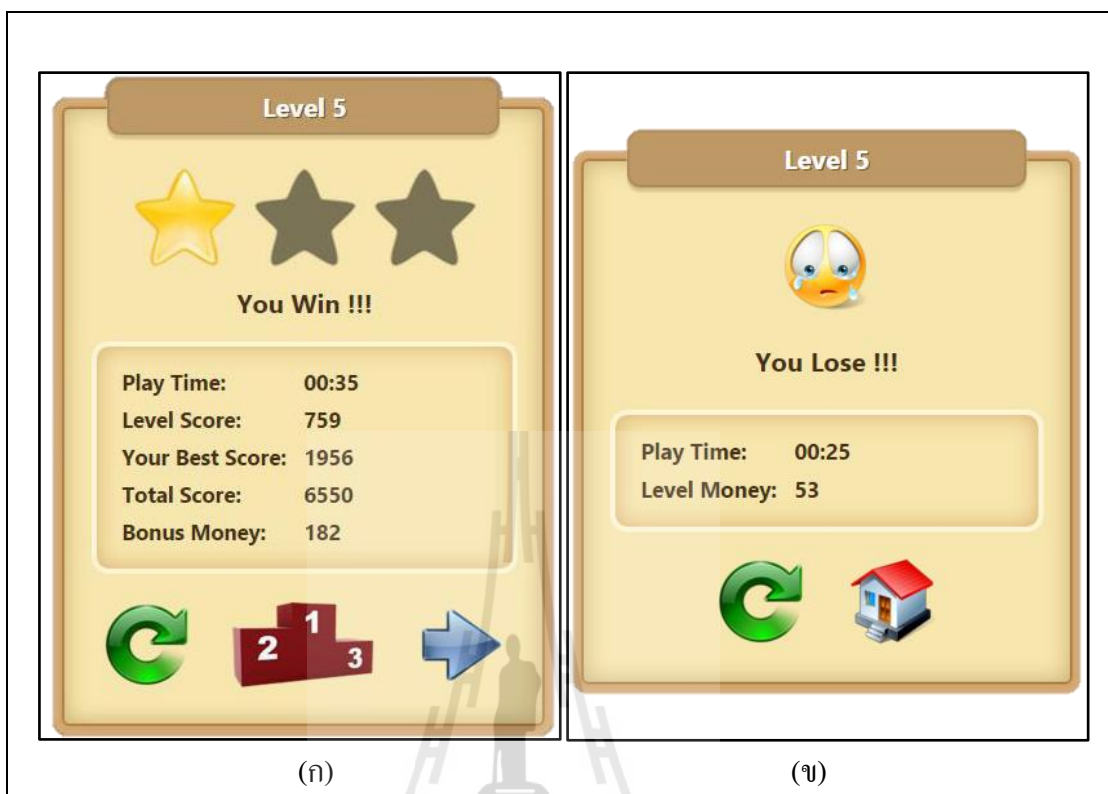 Level 5
You Win !!!
Play Time: 00:35
Level Score: 759
Your Best Score: 1956
Total Score: 6550
Bonus Money: 182
2 1 3
(ก)
Level 5
You Lose !!!
Play Time: 00:25
Level Money: 53
(ข)